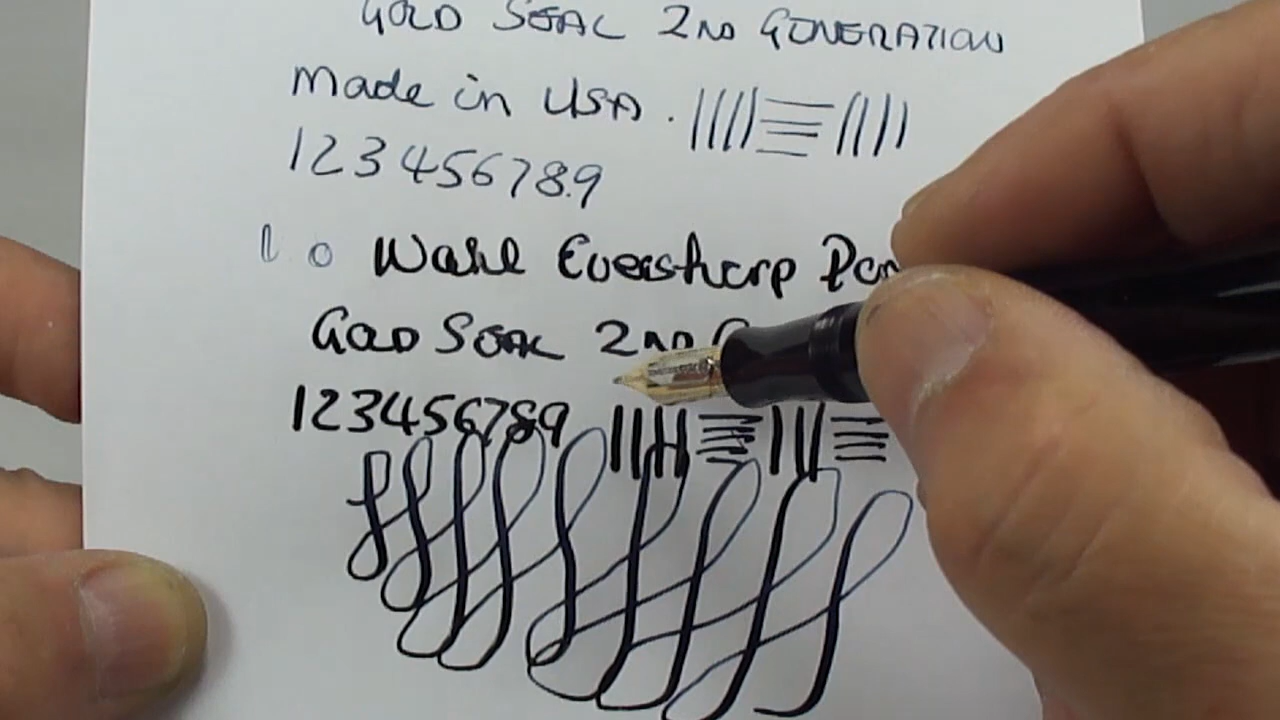 GOLD SEAL 2ND GENERATION
Made in USA.
123456789
Wahl Eversharp
GOLD SEAL 2ND
123456789